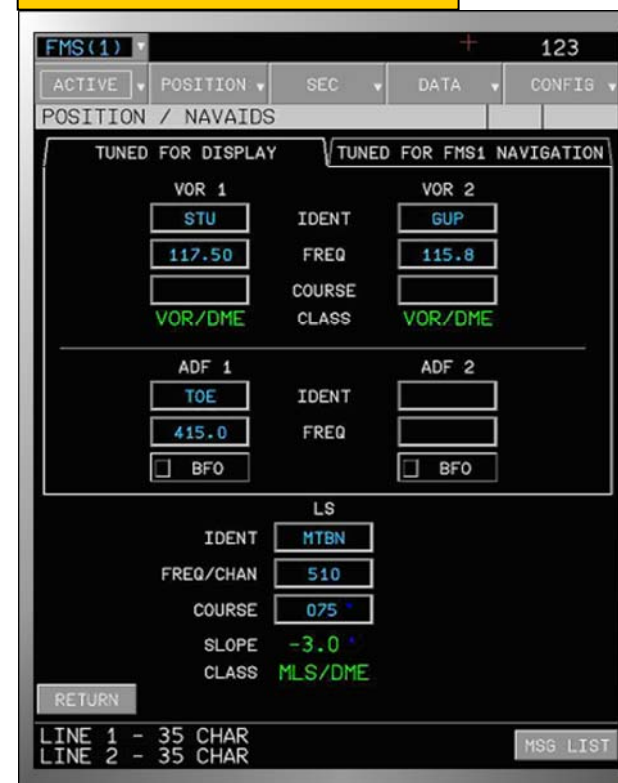 FMS(1) 123
ACTIVE POSITION SEC DATA CONFIG
POSITION / NAVAIDS
TUNED FOR DISPLAY TUNED FOR FMS1 NAVIGATION
VOR 1 VOR 2
STU IDENT GUP
117.50 FREQ 115.8
COURSE
VOR/DME CLASS VOR/DME
ADF 1 ADF 2
TOE IDENT
415.0 FREQ
BFO BFO
LS
IDENT MTBN
FREQ/CHAN 510
COURSE 075 °
SLOPE -3.0 °
CLASS MLS/DME
RETURN
LINE 1 - 35 CHAR
LINE 2 - 35 CHAR
MSG LIST